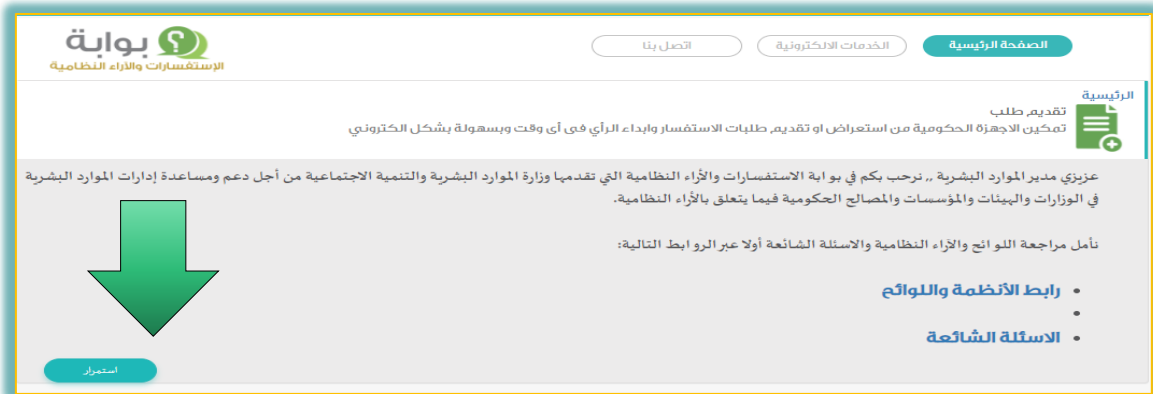 بوابة
الإستفسارات والآراء النظامية
الصفحة الرئيسية
الخدمات الالكترونية
اتصل بنا
الرئيسية
تقديم طلب
تمكين الاجهزة الحكومية من استعراض او تقديم طلبات الاستفسار وابداء الرأي في أي وقت وبسهولة بشكل الكتروني
عزيزي مدير الموارد البشرية ,, نرحب بكم في بوابة الاستفسارات والأراء النظامية التي تقدمها وزارة الموارد البشرية والتنمية الاجتماعية من أجل دعم ومساعدة إدارات الموارد البشرية
في الوزارات والهيئات والمؤسسات والمصالح الحكومية فيما يتعلق بالأراء النظامية.
نأمل مراجعة اللوائح والآراء النظامية والاسئلة الشائعة أولا عبر الروابط التالية:
رابط الأنظمة واللوائح
الاسئلة الشائعة
استمرار